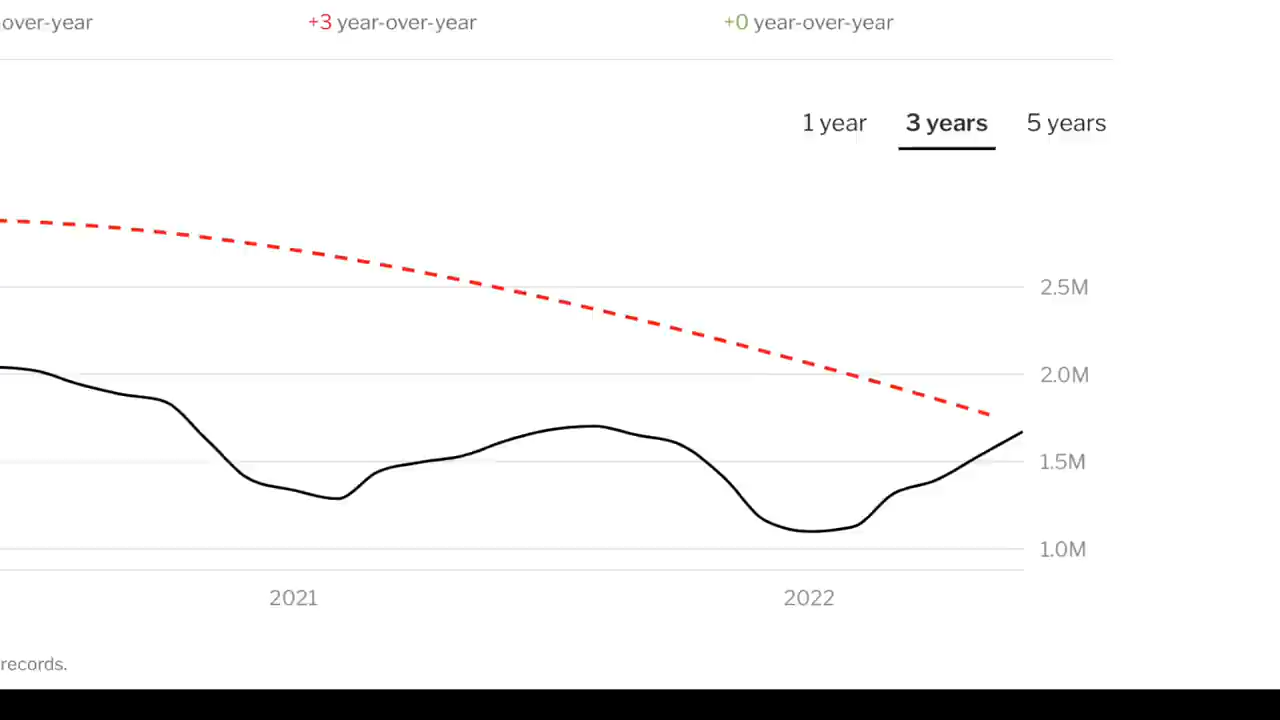 over-year +3 year-over-year +0 year-over-year
1 year 3 years 5 years
2.5M
2.0M
1.5M
1.0M
2021 2022
records.